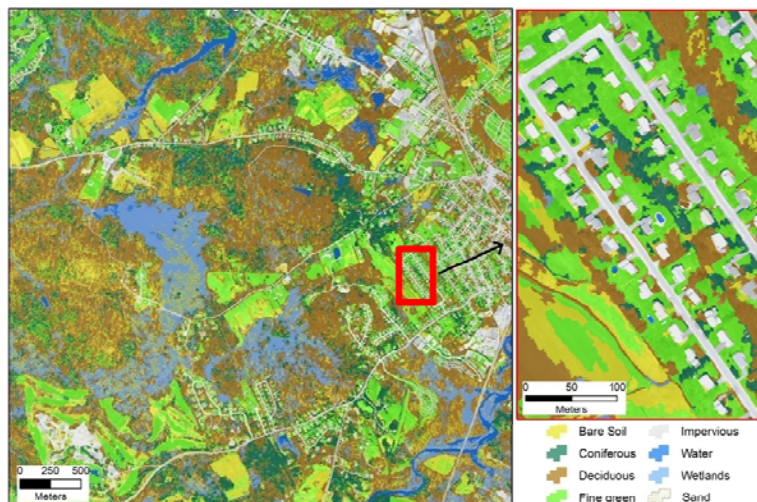 0 250 500
Meters
0 50 100
Meters
Bare Soil Impervious
Coniferous Water
Deciduous Wetlands
Fine green Sand